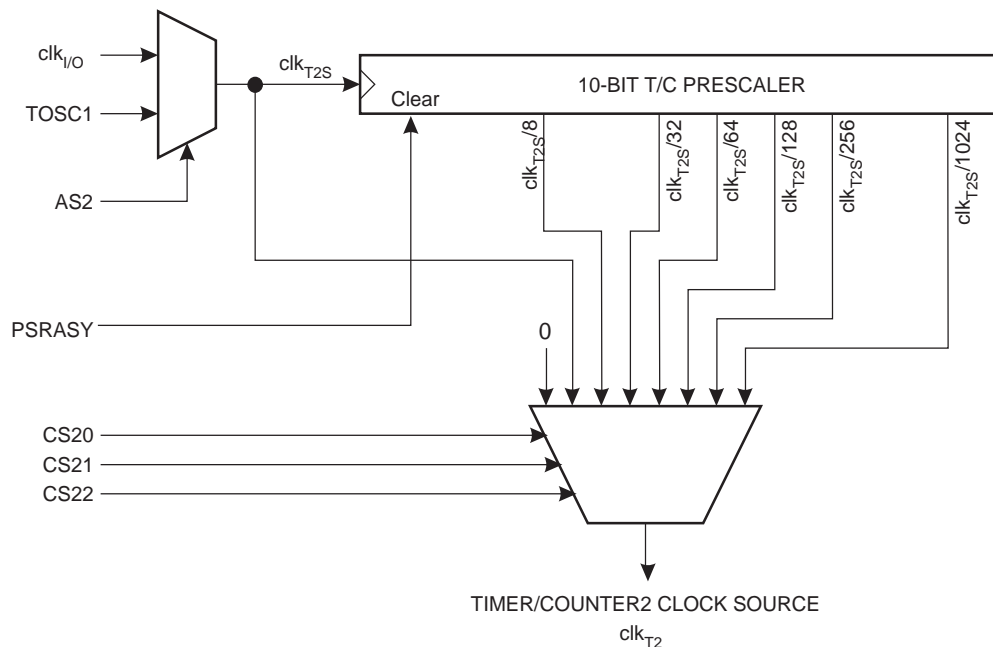 clkI/O
TOSC1
AS2
PSRASY
clkT2S
10-BIT T/C PRESCALER
Clear
clkT2S/8
clkT2S/32
clkT2S/64
clkT2S/128
clkT2S/256
clkT2S/1024
0
CS20
CS21
CS22
TIMER/COUNTER2 CLOCK SOURCE
clkT2